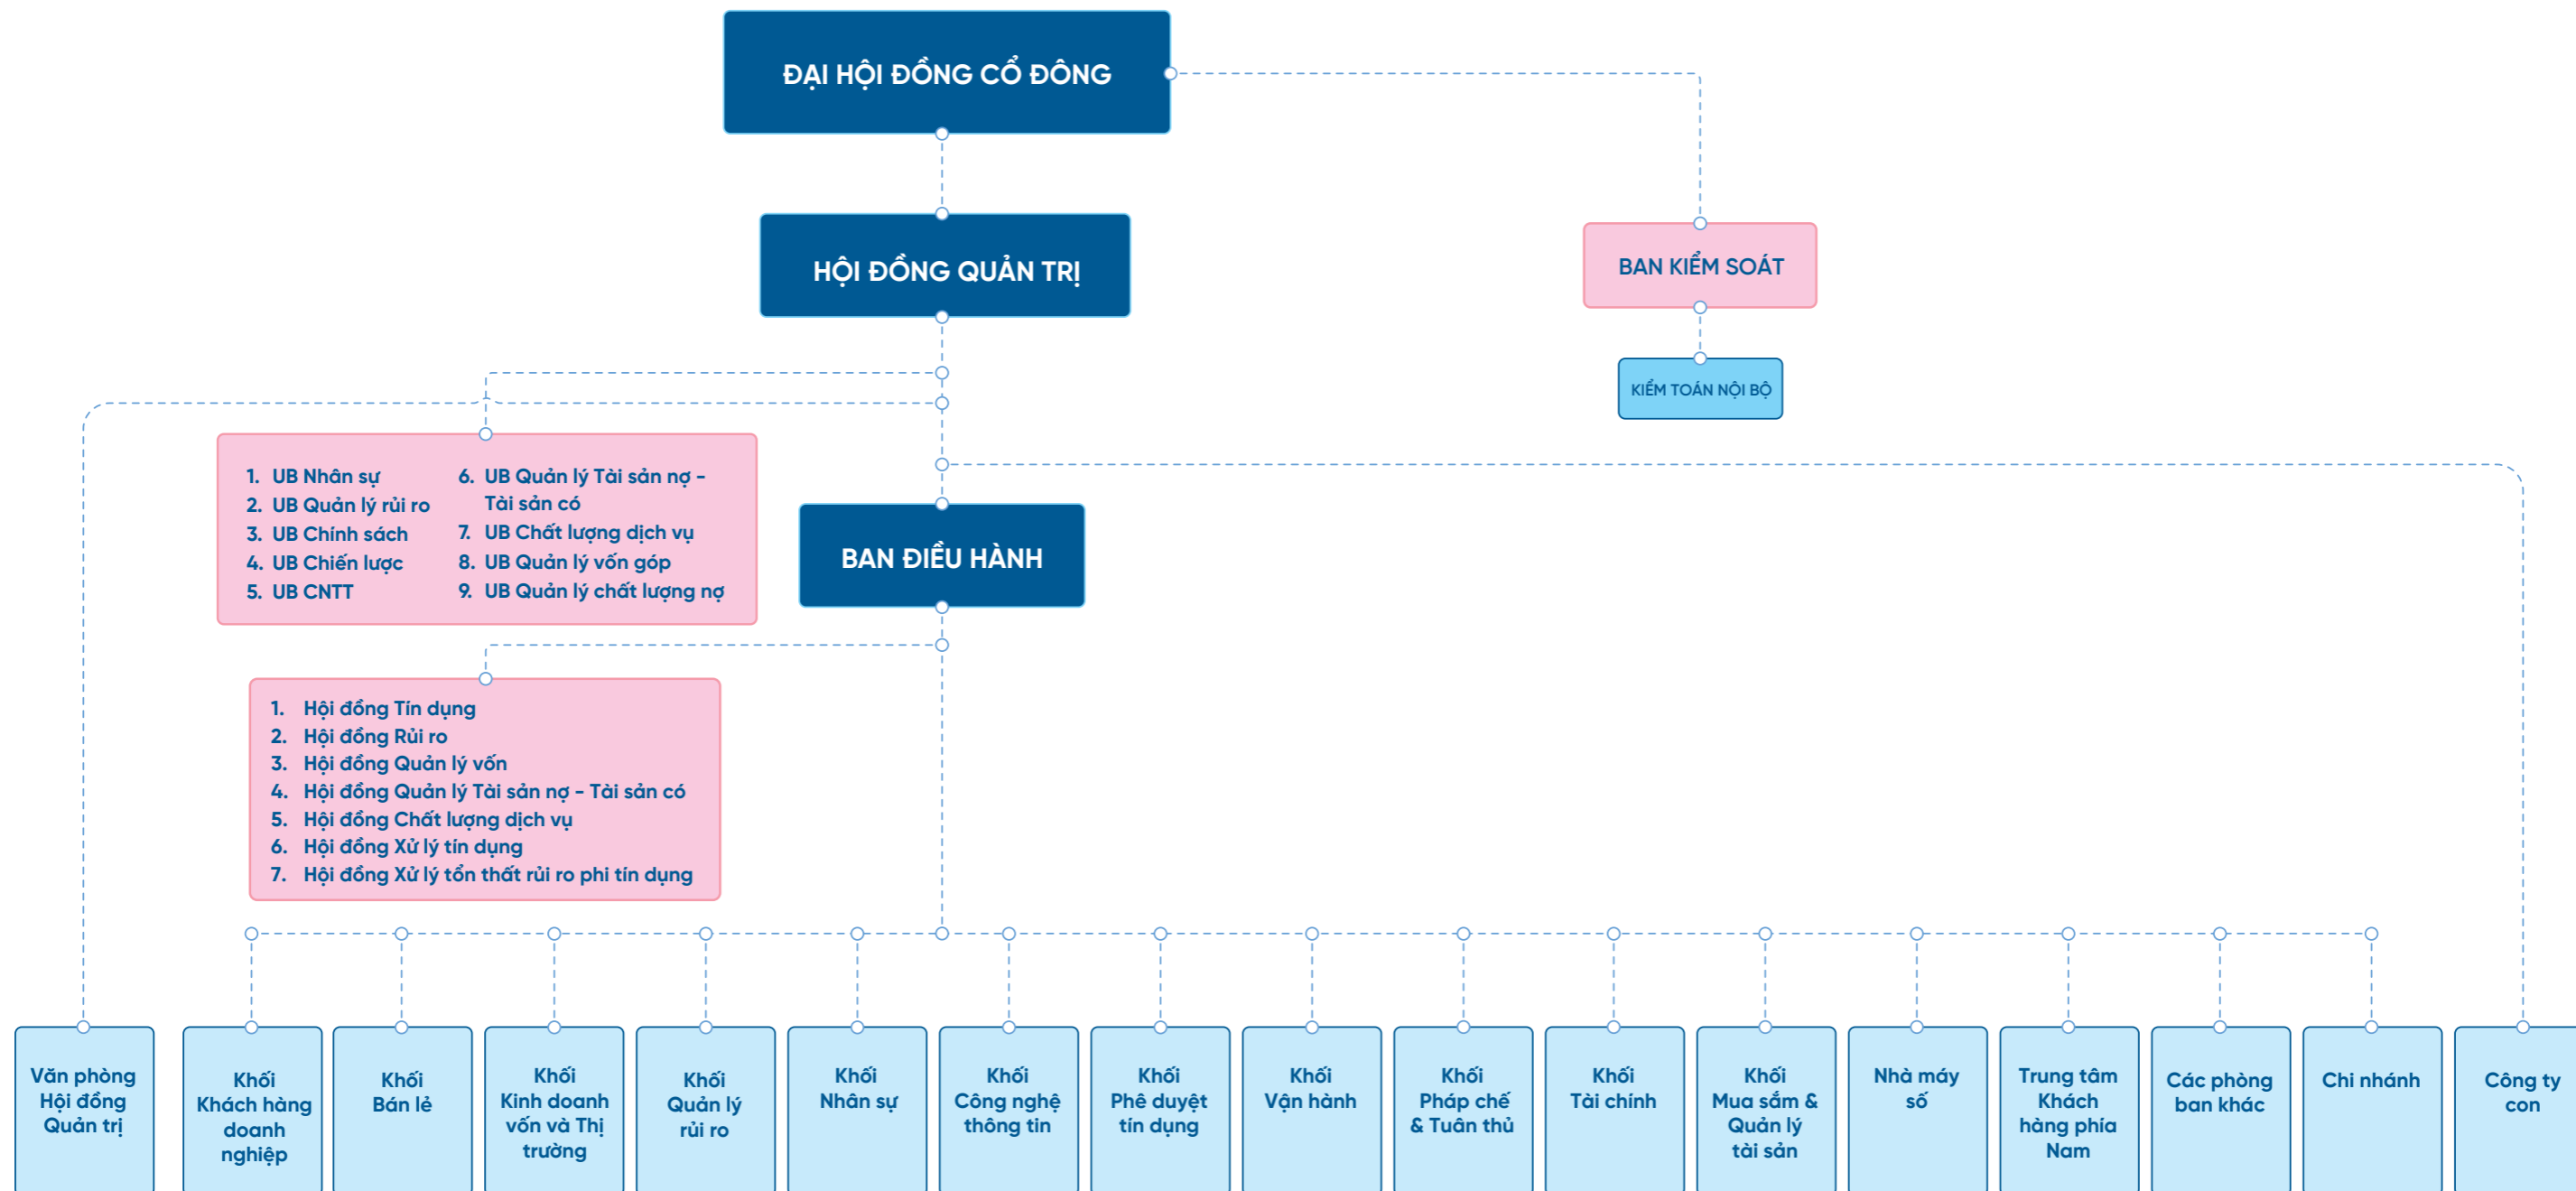 ĐẠI HỘI ĐỒNG CỔ ĐÔNG
HỘI ĐỒNG QUẢN TRỊ
BAN KIỂM SOÁT
KIỂM TOÁN NỘI BỘ
1. UB Nhân sự
2. UB Quản lý rủi ro
3. UB Chính sách
4. UB Chiến lược
5. UB CNTT
6. UB Quản lý Tài sản nợ -
Tài sản có
7. UB Chất lượng dịch vụ
8. UB Quản lý vốn góp
9. UB Quản lý chất lượng nợ
BAN ĐIỀU HÀNH
1. Hội đồng Tín dụng
2. Hội đồng Rủi ro
3. Hội đồng Quản lý vốn
4. Hội đồng Quản lý Tài sản nợ - Tài sản có
5. Hội đồng Chất lượng dịch vụ
6. Hội đồng Xử lý tín dụng
7. Hội đồng Xử lý tổn thất rủi ro phi tín dụng
Văn phòng
Hội đồng
Quản trị
Khối
Khách hàng
doanh
nghiệp
Khối
Bán lẻ
Khối
Kinh doanh
vốn và Thị
trường
Khối
Quản lý
rủi ro
Khối
Nhân sự
Khối
Công nghệ
thông tin
Khối
Phê duyệt
tín dụng
Khối
Vận hành
Khối
Pháp chế
& Tuân thủ
Khối
Tài chính
Khối
Mua sắm &
Quản lý
tài sản
Nhà máy
số
Trung tâm
Khách
hàng phía
Nam
Các phòng
ban khác
Chi nhánh
Công ty
con